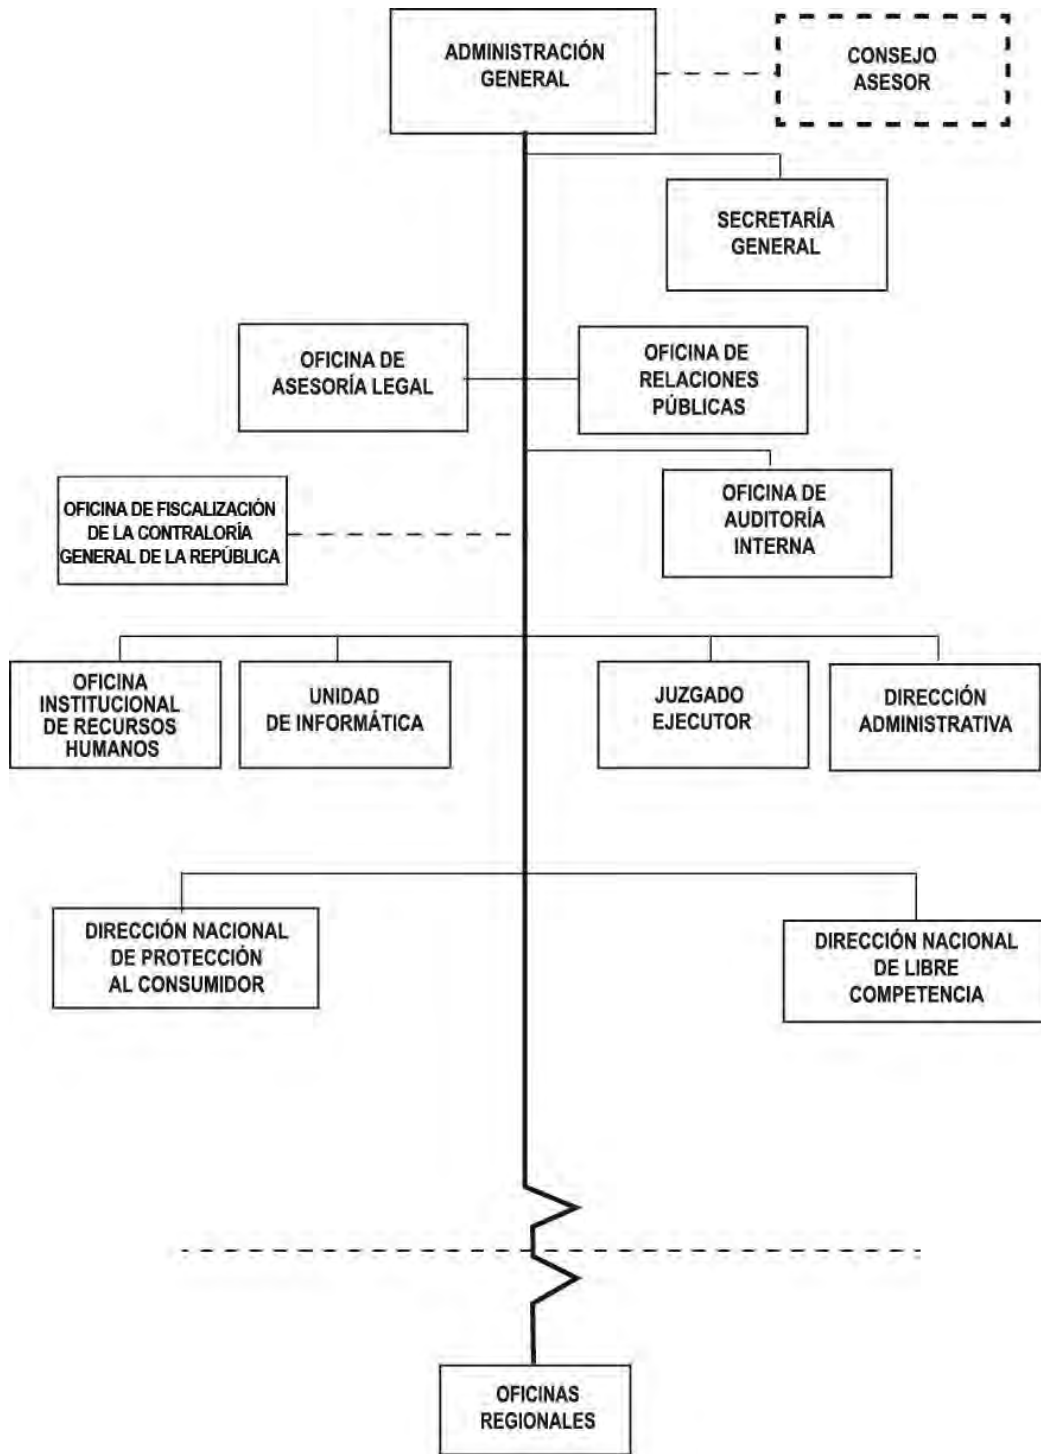 ADMINISTRACIÓN
GENERAL
CONSEJO
ASESOR
SECRETARÍA
GENERAL
OFICINA DE
ASESORÍA LEGAL
OFICINA DE
RELACIONES
PÚBLICAS
OFICINA DE FISCALIZACIÓN
DE LA CONTRALORÍA
GENERAL DE LA REPÚBLICA
OFICINA DE
AUDITORÍA
INTERNA
OFICINA
INSTITUCIONAL
DE RECURSOS
HUMANOS
UNIDAD
DE INFORMÁTICA
JUZGADO
EJECUTOR
DIRECCIÓN
ADMINISTRATIVA
DIRECCIÓN NACIONAL
DE PROTECCIÓN
AL CONSUMIDOR
DIRECCIÓN NACIONAL
DE LIBRE
COMPETENCIA
OFICINAS
REGIONALES